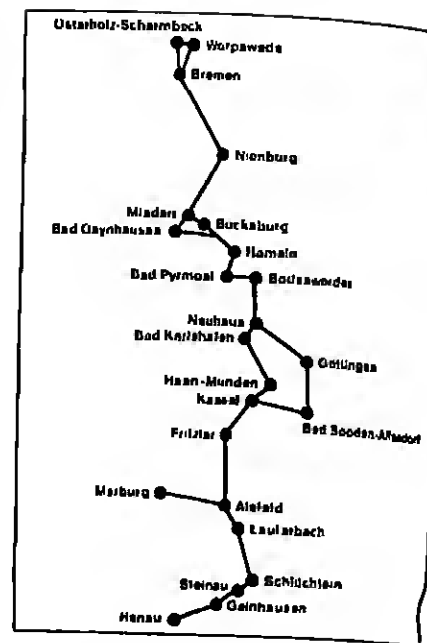 Osterholz-Scharmbeck
Worpswede
Bremen
Nienburg
Minden
Bückeburg
Bad Oeynhausen
Hameln
Bad Pyrmont
Bodenwerder
Neuhaus
Bad Karlshafen
Göttingen
Hann-Münden
Kassel
Bad Sooden-Allendorf
Fritzlar
Marburg
Alsfeld
Lauterbach
Steinau
Schlüchtern
Gelnhausen
Hanau